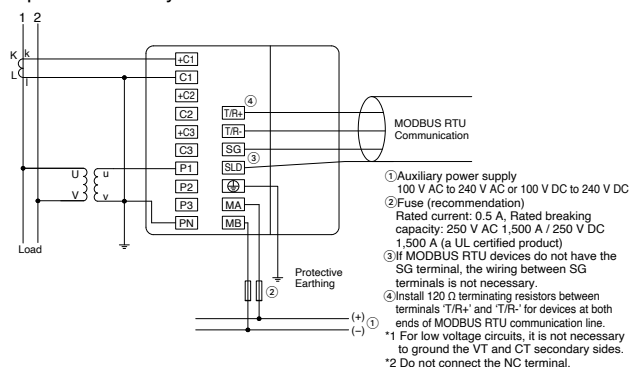 1 2
K k
L l
+C1
C1
+C2
C2
+C3
C3
P1
P2
P3
PN
T/R+
T/R-
SG
SLD
MA
MB
④
③
MODBUS RTU
Communication
U u
V v
Load
②
Protective
Earthing
(+)
(−)
①
①Auxiliary power supply
100 V AC to 240 V AC or 100 V DC to 240 V DC
②Fuse (recommendation)
Rated current: 0.5 A, Rated breaking
capacity: 250 V AC 1,500 A / 250 V DC
1,500 A (a UL certified product)
③If MODBUS RTU devices do not have the
SG terminal, the wiring between SG
terminals is not necessary.
④Install 120 Ω terminating resistors between
terminals ‘T/R+’ and ‘T/R-’ for devices at both
ends of MODBUS RTU communication line.
*1 For low voltage circuits, it is not necessary
to ground the VT and CT secondary sides.
*2 Do not connect the NC terminal.